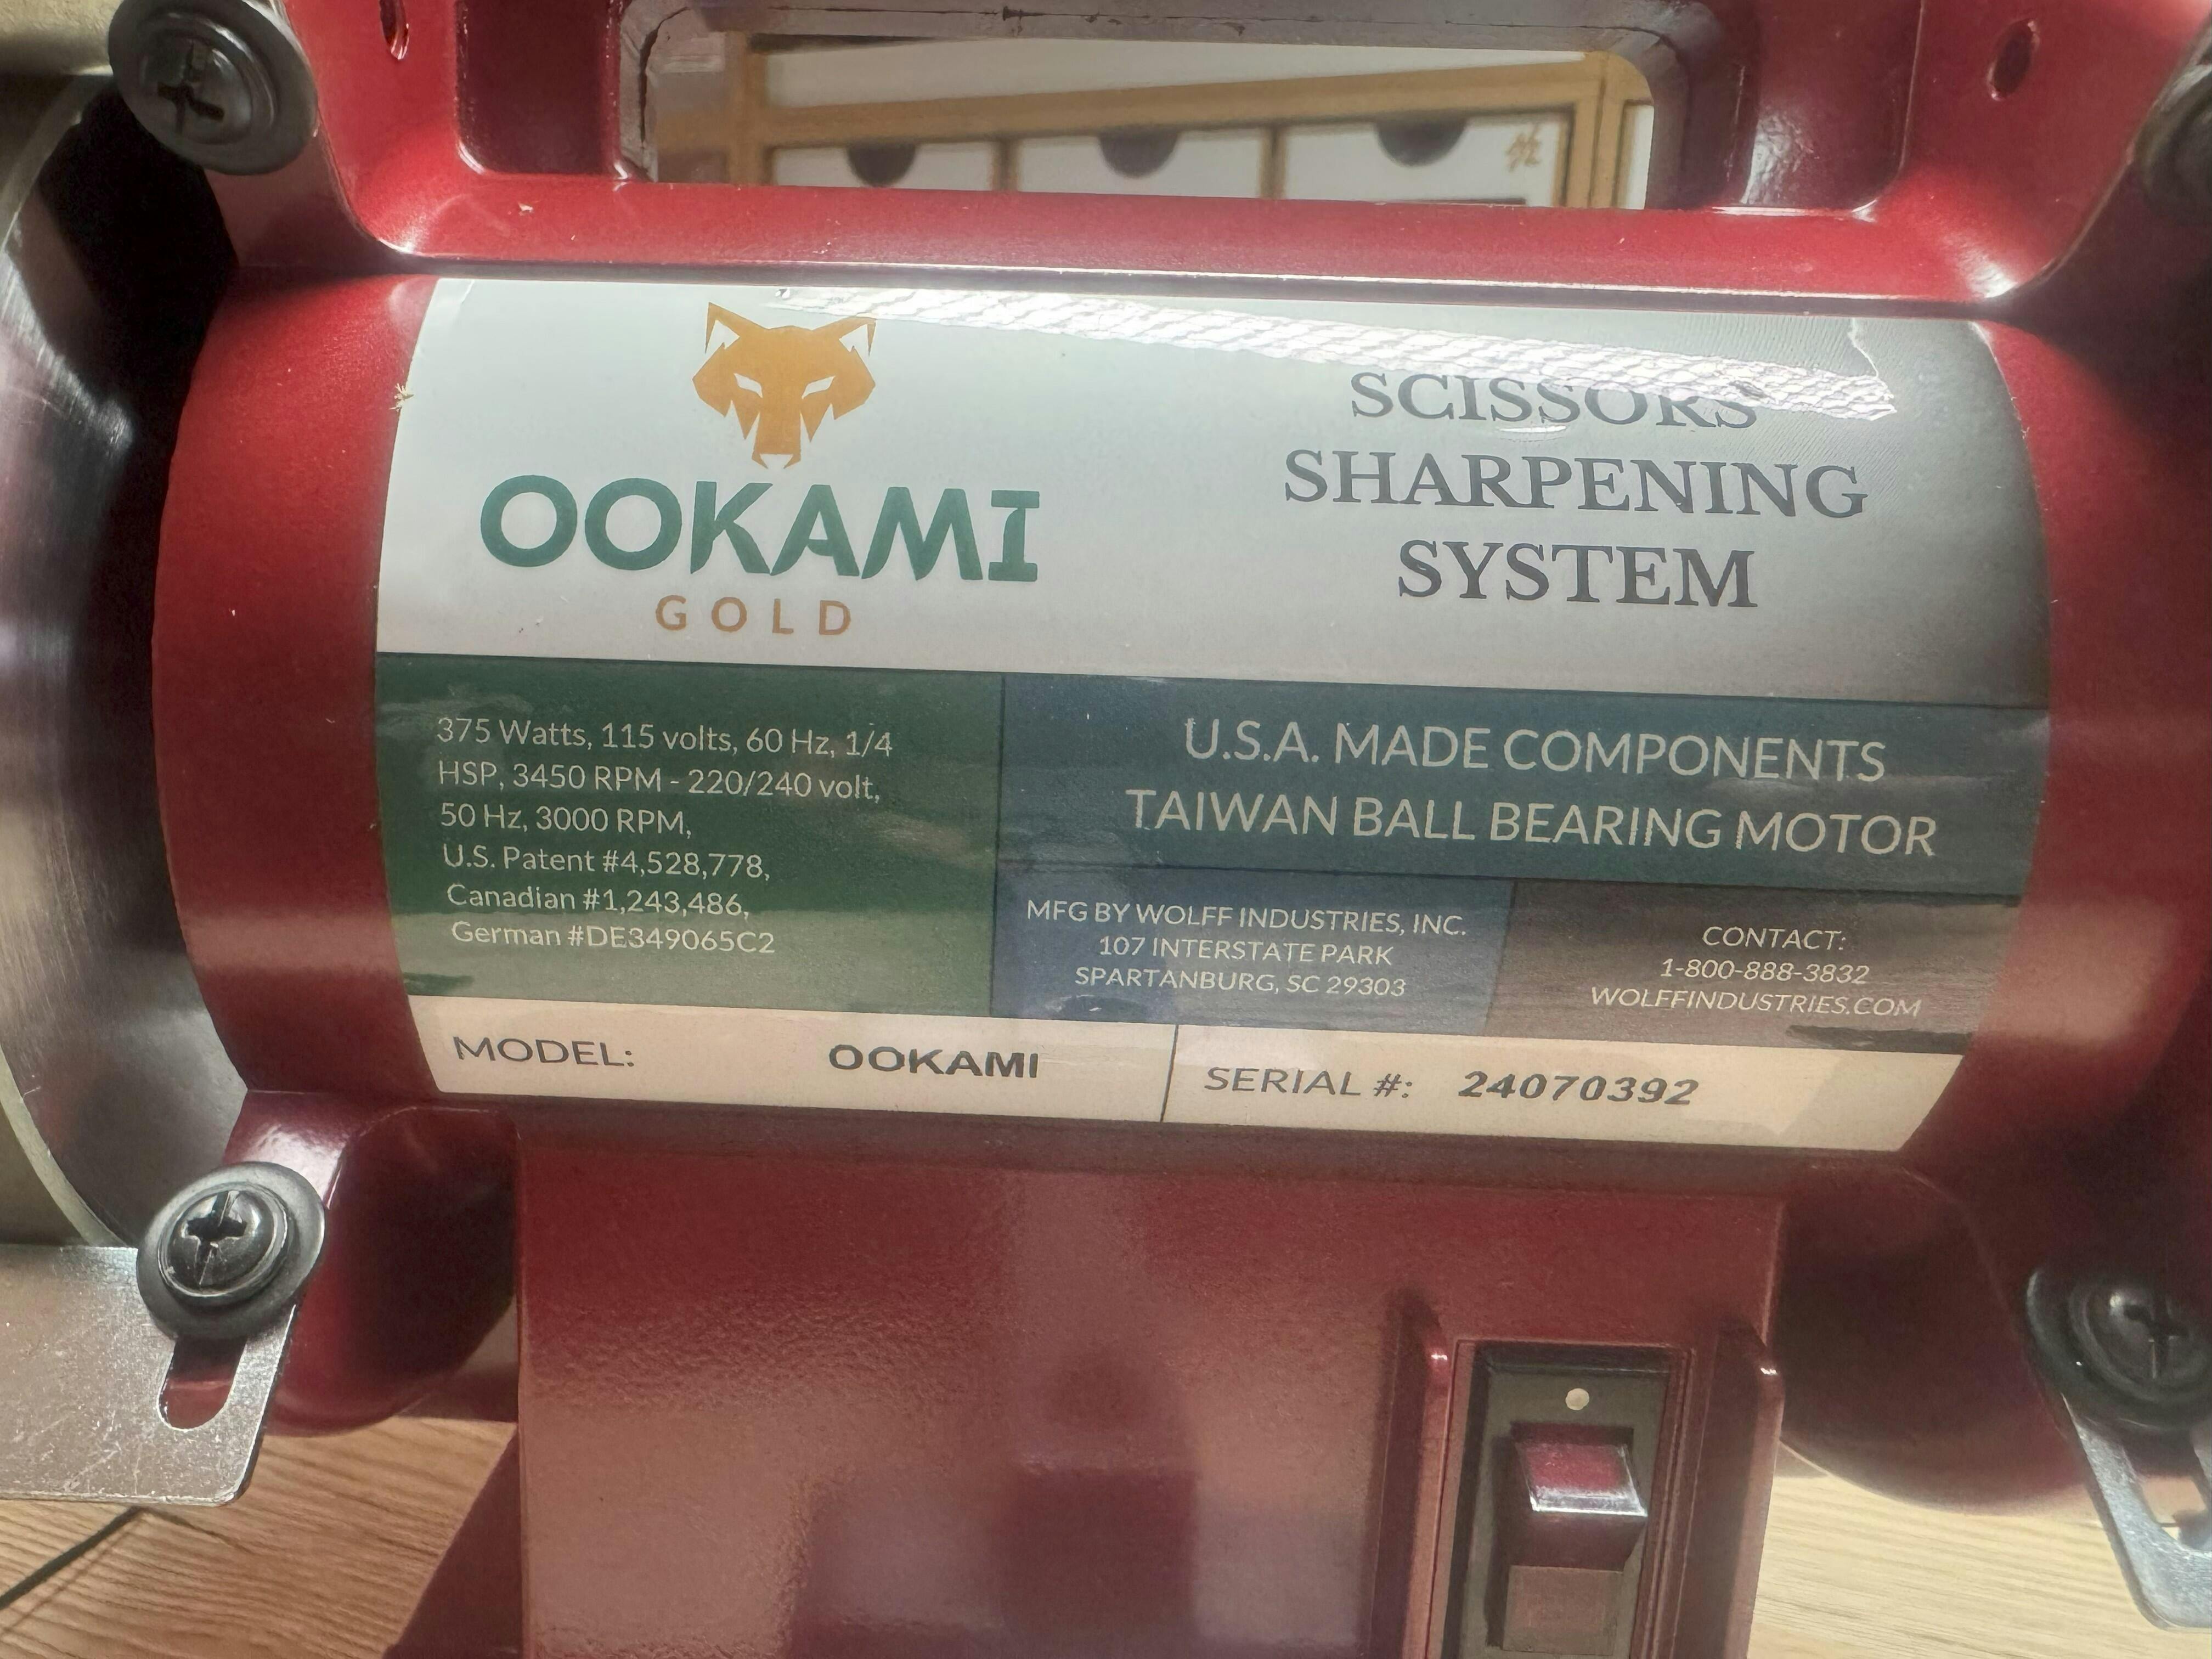 OOKAMI
GOLD
SCISSORS
SHARPENING
SYSTEM
375 Watts, 115 volts, 60 Hz, 1/4
HSP, 3450 RPM - 220/240 volt,
50 Hz, 3000 RPM,
U.S. Patent #4,528,778,
Canadian #1,243,486,
German #DE349065C2
U.S.A. MADE COMPONENTS
TAIWAN BALL BEARING MOTOR
MFG BY WOLFF INDUSTRIES, INC.
107 INTERSTATE PARK
SPARTANBURG, SC 29303
CONTACT:
1-800-888-3832
WOLFFINDUSTRIES.COM
MODEL: OOKAMI
SERIAL #: 24070392